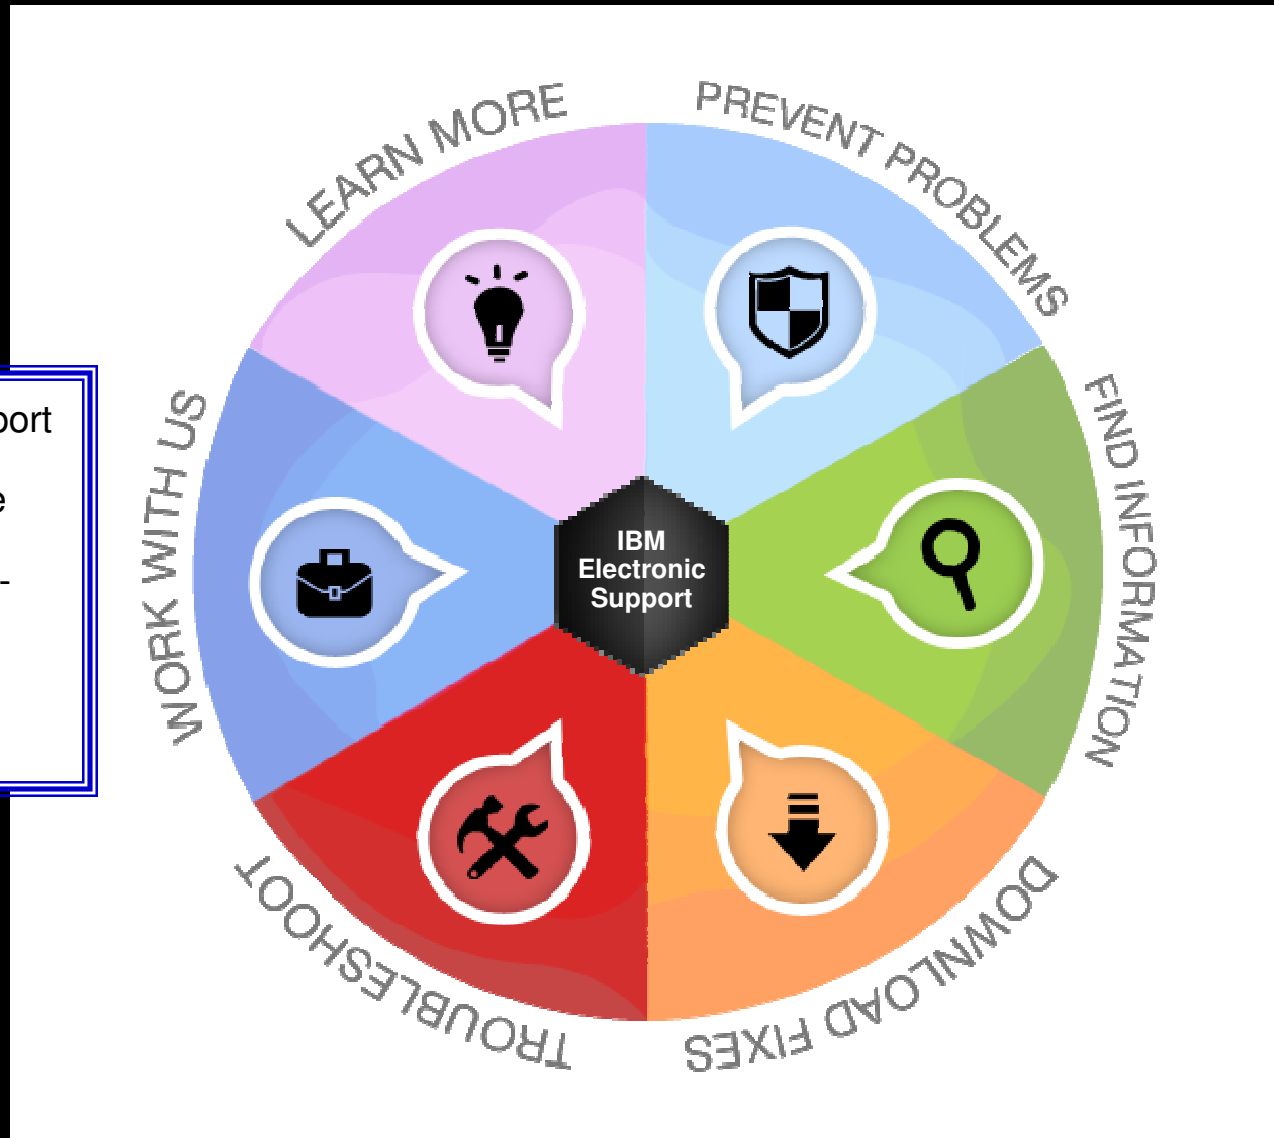 LEARN MORE
PREVENT PROBLEMS
FIND INFORMATION
DOWNLOAD FIXES
TROUBLESHOOT
WORK WITH US
IBM
Electronic
Support
port
e
-